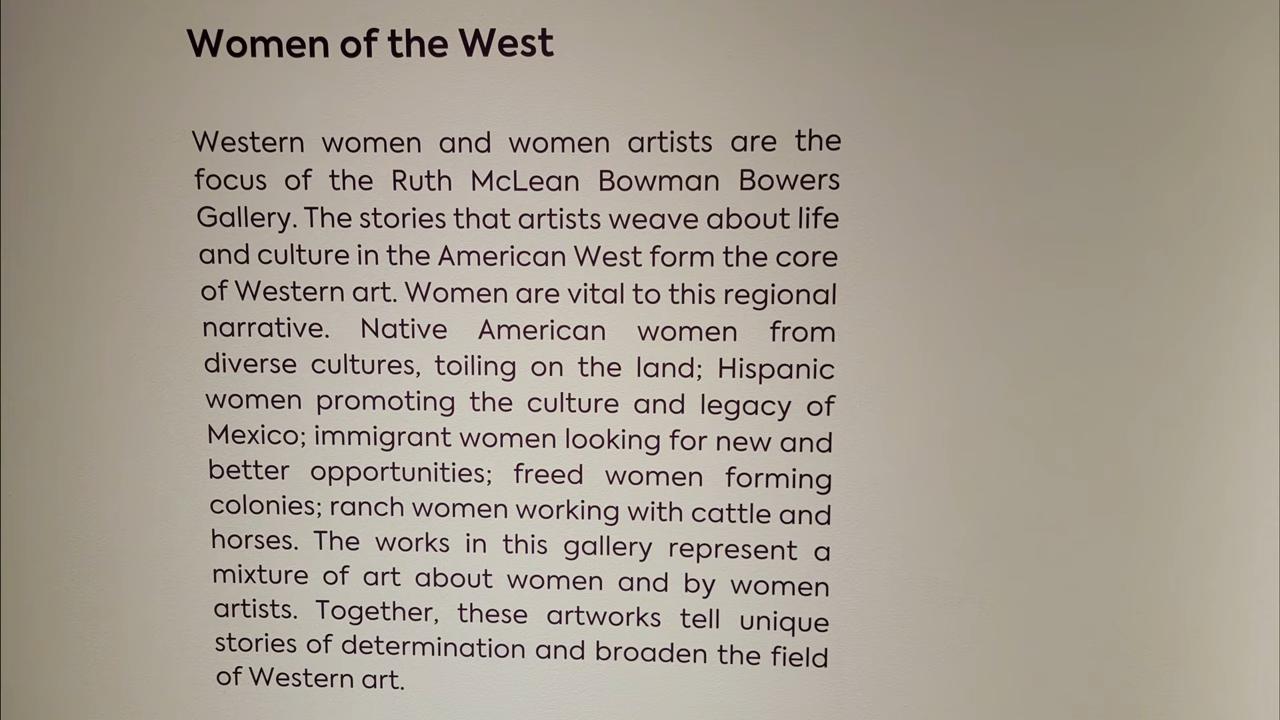 Women of the West
Western women and women artists are the
focus of the Ruth McLean Bowman Bowers
Gallery. The stories that artists weave about life
and culture in the American West form the core
of Western art. Women are vital to this regional
narrative. Native American women from
diverse cultures, toiling on the land; Hispanic
women promoting the culture and legacy of
Mexico; immigrant women looking for new and
better opportunities; freed women forming
colonies; ranch women working with cattle and
horses. The works in this gallery represent a
mixture of art about women and by women
artists. Together, these artworks tell unique
stories of determination and broaden the field
of Western art.